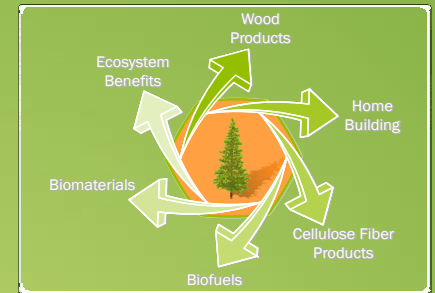 Wood
Products
Ecosystem
Benefits
Home
Building
Biomaterials
Cellulose Fiber
Products
Biofuels